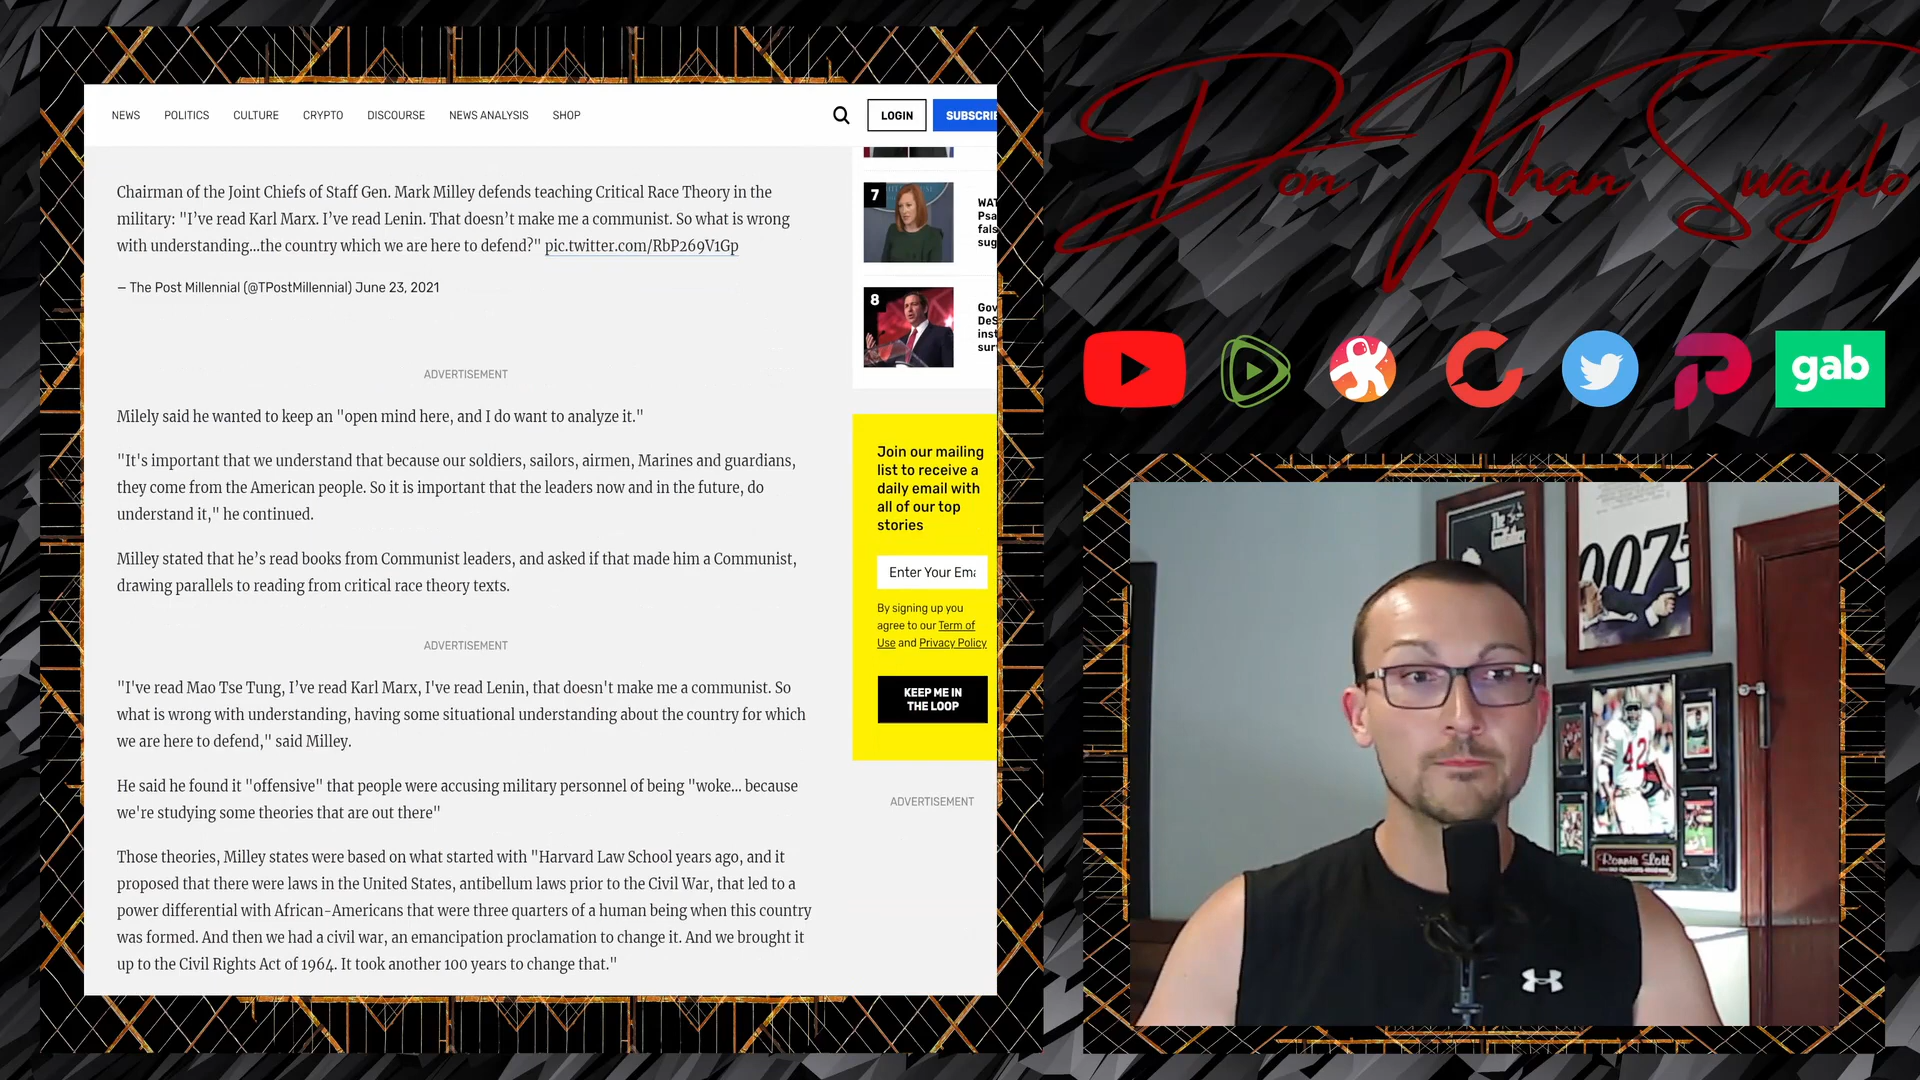 NEWS POLITICS CULTURE CRYPTO DISCOURSE NEWS ANALYSIS SHOP
LOGIN SUBSCRIB
Chairman of the Joint Chiefs of Staff Gen. Mark Milley defends teaching Critical Race Theory in the
military: "I’ve read Karl Marx. I’ve read Lenin. That doesn’t make me a communist. So what is wrong
with understanding...the country which we are here to defend?" pic.twitter.com/RbP269V1Gp
— The Post Millennial (@TPostMillennial) June 23, 2021
ADVERTISEMENT
Milely said he wanted to keep an "open mind here, and I do want to analyze it."
"It's important that we understand that because our soldiers, sailors, airmen, Marines and guardians,
they come from the American people. So it is important that the leaders now and in the future, do
understand it," he continued.
Milley stated that he’s read books from Communist leaders, and asked if that made him a Communist,
drawing parallels to reading from critical race theory texts.
ADVERTISEMENT
"I've read Mao Tse Tung, I’ve read Karl Marx, I've read Lenin, that doesn't make me a communist. So
what is wrong with understanding, having some situational understanding about the country for which
we are here to defend," said Milley.
He said he found it "offensive" that people were accusing military personnel of being "woke... because
we're studying some theories that are out there"
Those theories, Milley states were based on what started with "Harvard Law School years ago, and it
proposed that there were laws in the United States, antibellum laws prior to the Civil War, that led to a
power differential with African-Americans that were three quarters of a human being when this country
was formed. And then we had a civil war, an emancipation proclamation to change it. And we brought it
up to the Civil Rights Act of 1964. It took another 100 years to change that."
7
WAT
Psa
fals
sug
8
Gov
DeS
inst
sur
Join our mailing
list to receive a
daily email with
all of our top
stories
Enter Your Ema
By signing up you
agree to our Term of
Use and Privacy Policy
KEEP ME IN
THE LOOP
ADVERTISEMENT
Don Khan Swaylo
gab
The
Godfather
007
42
Ronnie Lott